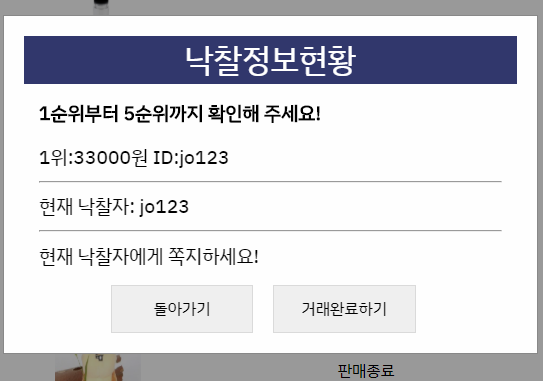 낙찰정보현황
1순위부터 5순위까지 확인해 주세요!
1위:33000원 ID:jo123
현재 낙찰자: jo123
현재 낙찰자에게 쪽지하세요!
돌아가기 거래완료하기
판매종료